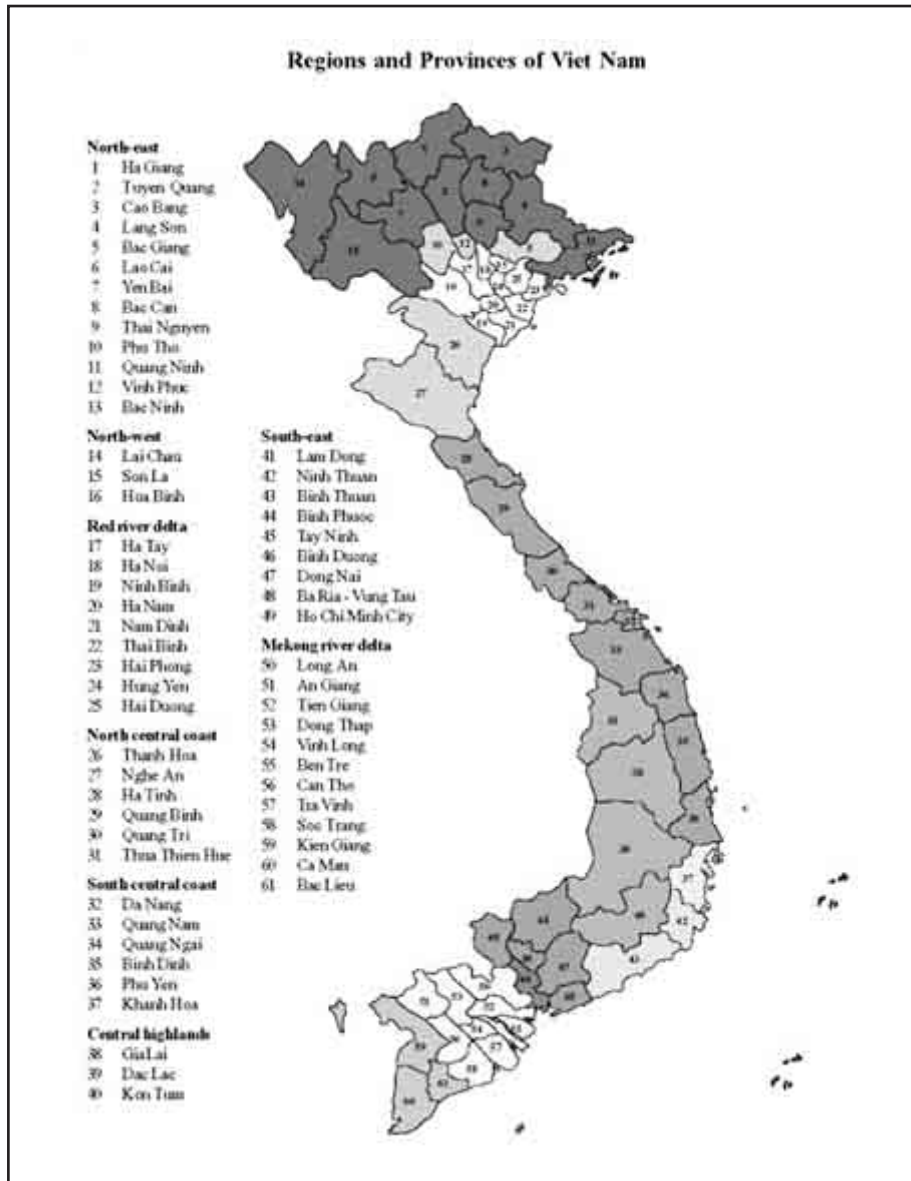 Regions and Provinces of Viet Nam
North-east
1 Ha Giang
2 Tuyen Quang
3 Cao Bang
4 Lang Son
5 Bac Giang
6 Lao Cai
7 Yen Bai
8 Bac Can
9 Thai Nguyen
10 Phu Tho
11 Quang Ninh
12 Vinh Phuc
13 Bac Ninh
North-west
14 Lai Chau
15 Son La
16 Hoa Binh
Red river delta
17 Ha Tay
18 Ha Noi
19 Ninh Binh
20 Ha Nam
21 Nam Dinh
22 Thai Binh
23 Hai Phong
24 Hung Yen
25 Hai Duong
North central coast
26 Thanh Hoa
27 Nghe An
28 Ha Tinh
29 Quang Binh
30 Quang Tri
31 Thua Thien Hue
South central coast
32 Da Nang
33 Quang Nam
34 Quang Ngai
35 Binh Dinh
36 Phu Yen
37 Khanh Hoa
Central highlands
38 Gia Lai
39 Dac Lac
40 Kon Tum
South-east
41 Lam Dong
42 Ninh Thuan
43 Binh Thuan
44 Binh Phuoc
45 Tay Ninh
46 Binh Duong
47 Dong Nai
48 Ba Ria - Vung Tau
49 Ho Chi Minh City
Mekong river delta
50 Long An
51 An Giang
52 Tien Giang
53 Dong Thap
54 Vinh Long
55 Ben Tre
56 Can Tho
57 Tra Vinh
58 Soc Trang
59 Kien Giang
60 Ca Mau
61 Bac Lieu